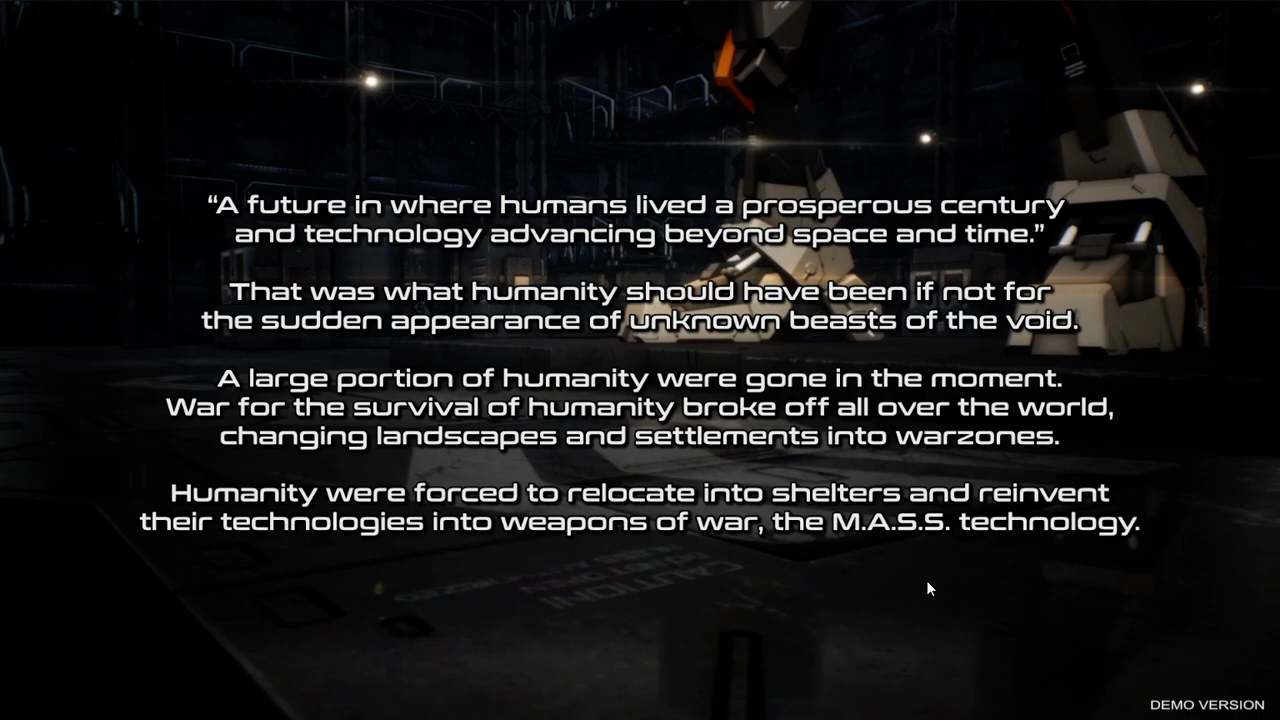 “A future in where humans lived a prosperous century
and technology advancing beyond space and time.”
That was what humanity should have been if not for
the sudden appearance of unknown beasts of the void.
A large portion of humanity were gone in the moment.
War for the survival of humanity broke off all over the world,
changing landscapes and settlements into warzones.
Humanity were forced to relocate into shelters and reinvent
their technologies into weapons of war, the M.A.S.S. technology.
CAUTION!
DEMO VERSION